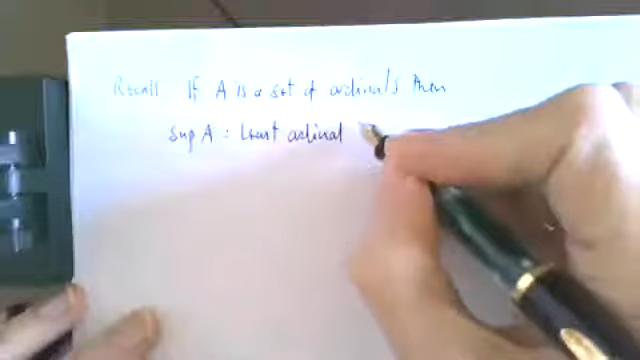 Recall If A is a set of ordinals then
sup A = least ordinal